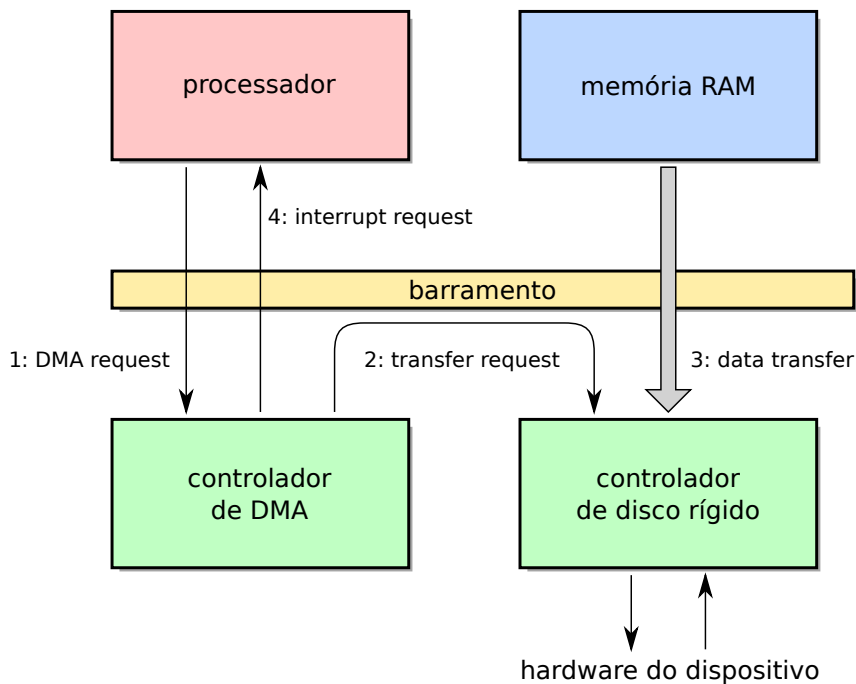 processador
memória RAM
4: interrupt request
barramento
1: DMA request
2: transfer request
3: data transfer
controlador
de DMA
controlador
de disco rígido
hardware do dispositivo